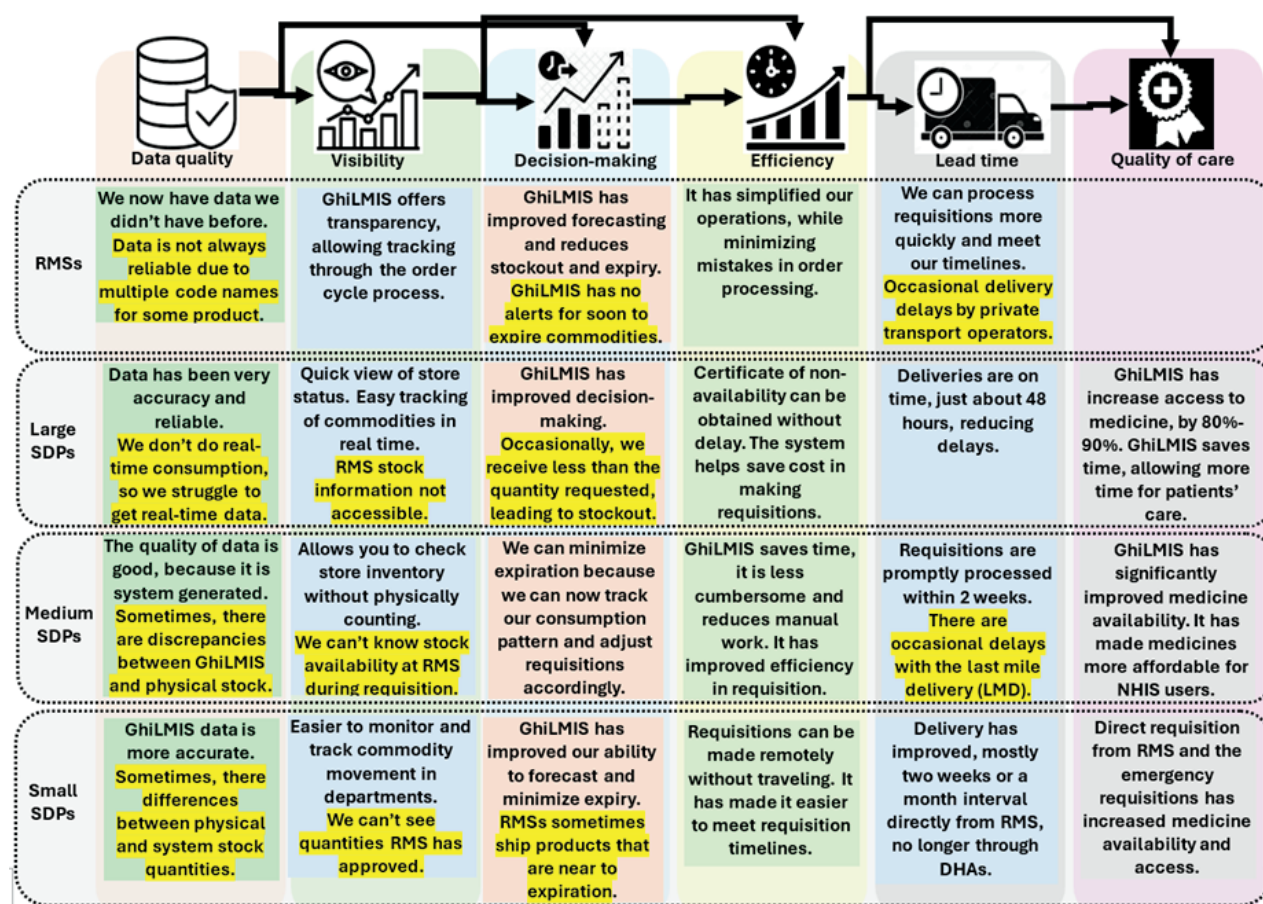 Data quality
Visibility
Decision-making
Efficiency
Lead time
Quality of care
RMSs
We now have data we
didn't have before.
Data is not always
reliable due to
multiple code names
for some product.
GhiLMIS offers
transparency,
allowing tracking
through the order
cycle process.
GhiLMIS has
improved forecasting
and reduces
stockout and expiry.
GhiLMIS has no
alerts for soon to
expire commodities.
It has simplified our
operations, while
minimizing
mistakes in order
processing.
We can process
requisitions more
quickly and meet
our timelines.
Occasional delivery
delays by private
transport operators.
Large
SDPs
Data has been very
accuracy and
reliable.
We don't do real-
time consumption,
so we struggle to
get real-time data.
Quick view of store
status. Easy tracking
of commodities in
real time.
RMS stock
information not
accessible.
GhiLMIS has
improved decision-
making.
Occasionally, we
receive less than the
quantity requested,
leading to stockout.
Certificate of non-
availability can be
obtained without
delay. The system
helps save cost in
making
requisitions.
Deliveries are on
time, just about 48
hours, reducing
delays.
GhiLMIS has
increase access to
medicine, by 80%-
90%. GhiLMIS saves
time, allowing more
time for patients'
care.
Medium
SDPs
The quality of data is
good, because it is
system generated.
Sometimes, there
are discrepancies
between GhiLMIS
and physical stock.
Allows you to check
store inventory
without physically
counting.
We can't know stock
availability at RMS
during requisition.
We can minimize
expiration because
we can now track
our consumption
pattern and adjust
requisitions
accordingly.
GhiLMIS saves time,
it is less
cumbersome and
reduces manual
work. It has
improved efficiency
in requisition.
Requisitions are
promptly processed
within 2 weeks.
There are
occasional delays
with the last mile
delivery (LMD).
GhiLMIS has
significantly
improved medicine
availability. It has
made medicines
more affordable for
NHIS users.
Small
SDPs
GhiLMIS data is
more accurate.
Sometimes, there
differences
between physical
and system stock
quantities.
Easier to monitor and
track commodity
movement in
departments.
We can't see
quantities RMS has
approved.
GhiLMIS has
improved our ability
to forecast and
minimize expiry.
RMSs sometimes
ship products that
are near to
expiration.
Requisitions can be
made remotely
without traveling. It
has made it easier
to meet requisition
timelines.
Delivery has
improved, mostly
two weeks or a
month interval
directly from RMS,
no longer through
DHAs.
Direct requisition
from RMS and the
emergency
requisitions has
increased medicine
availability and
access.